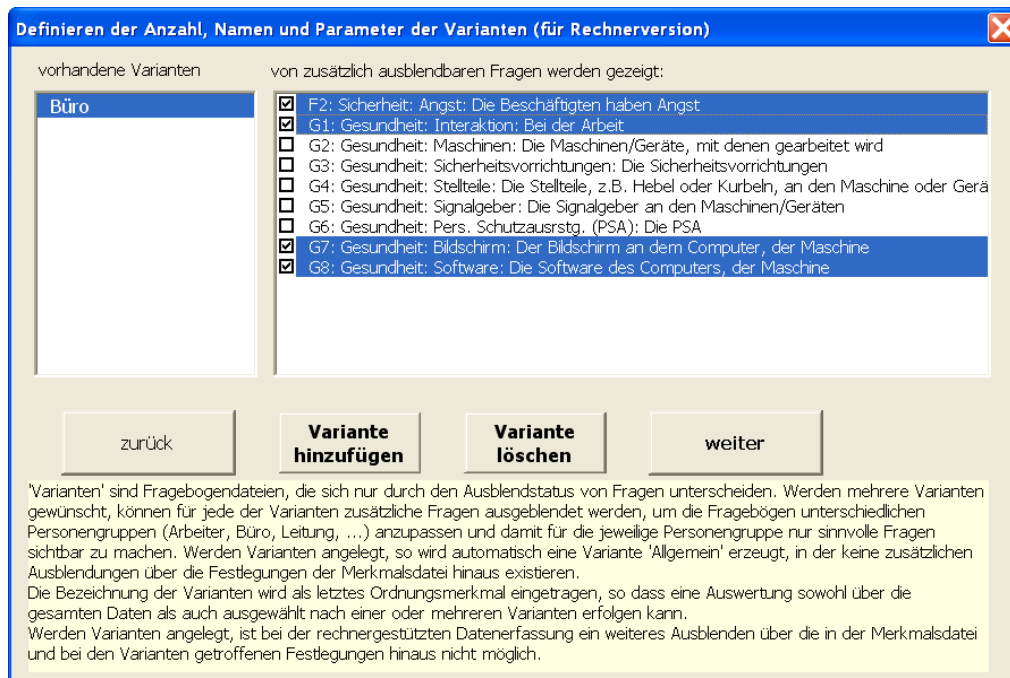 Definieren der Anzahl, Namen und Parameter der Varianten (für Rechnerversion)
vorhandene Varianten
von zusätzlich ausblendbaren Fragen werden gezeigt:
Büro
F2: Sicherheit: Angst: Die Beschäftigten haben Angst
G1: Gesundheit: Interaktion: Bei der Arbeit
G2: Gesundheit: Maschinen: Die Maschinen/Geräte, mit denen gearbeitet wird
G3: Gesundheit: Sicherheitsvorrichtungen: Die Sicherheitsvorrichtungen
G4: Gesundheit: Stellteile: Die Stellteile, z.B. Hebel oder Kurbeln, an den Maschine oder Gerä
G5: Gesundheit: Signalgeber: Die Signalgeber an den Maschinen/Geräten
G6: Gesundheit: Pers. Schutzausrstg. (PSA): Die PSA
G7: Gesundheit: Bildschirm: Der Bildschirm an dem Computer, der Maschine
G8: Gesundheit: Software: Die Software des Computers, der Maschine
zurück
Variante
hinzufügen
Variante
löschen
weiter
'Varianten' sind Fragebogendateien, die sich nur durch den Ausblendstatus von Fragen unterscheiden. Werden mehrere Varianten
gewünscht, können für jede der Varianten zusätzliche Fragen ausgeblendet werden, um die Fragebögen unterschiedlichen
Personengruppen (Arbeiter, Büro, Leitung, ...) anzupassen und damit für die jeweilige Personengruppe nur sinnvolle Fragen
sichtbar zu machen. Werden Varianten angelegt, so wird automatisch eine Variante 'Allgemein' erzeugt, in der keine zusätzlichen
Ausblendungen über die Festlegungen der Merkmalsdatei hinaus existieren.
Die Bezeichnung der Varianten wird als letztes Ordnungsmerkmal eingetragen, so dass eine Auswertung sowohl über die
gesamten Daten als auch ausgewählt nach einer oder mehreren Varianten erfolgen kann.
Werden Varianten angelegt, ist bei der rechnergestützten Datenerfassung ein weiteres Ausblenden über die in der Merkmalsdatei
und bei den Varianten getroffenen Festlegungen hinaus nicht möglich.